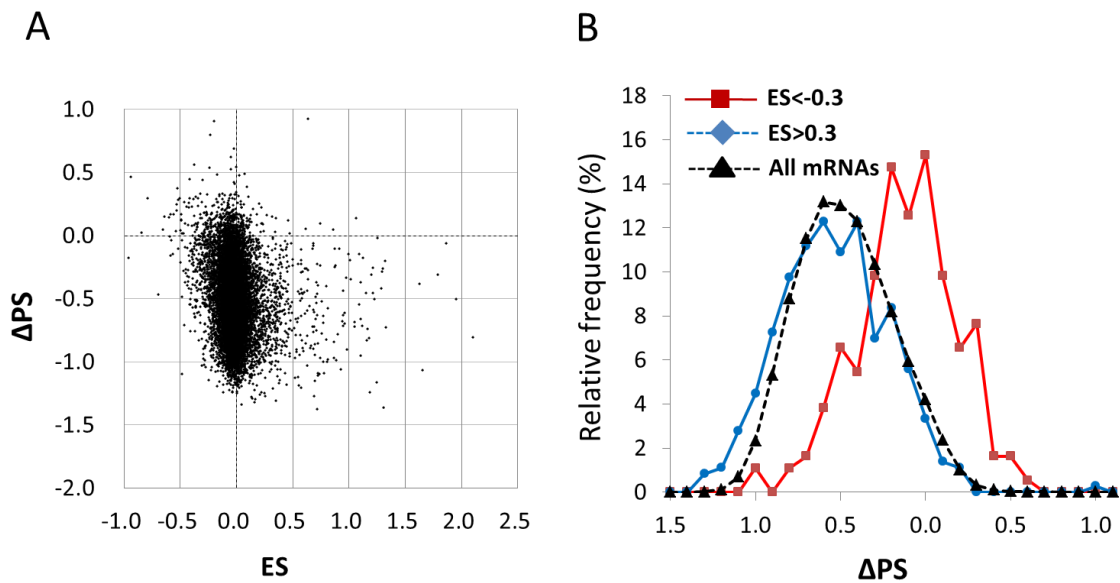 A
1.0
0.5
0.0
-0.5
-1.0
-1.5
-2.0
ΔPS
-1.0 -0.5 0.0 0.5 1.0 1.5 2.0 2.5
ES
B
18
16
14
12
10
8
6
4
2
0
Relative frequency (%)
ES<-0.3
ES>0.3
All mRNAs
1.5 1.0 0.5 0.0 0.5 1.0
ΔPS